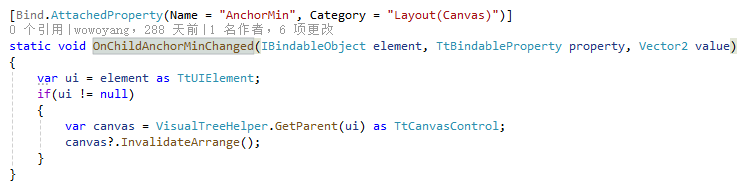 [Bind.AttachedProperty(Name = "AnchorMin", Category = "Layout(Canvas)")]
0 个引用|wowoyang，288 天前|1 名作者，6 项更改
static void OnChildAnchorMinChanged(IBindableObject element, TtBindableProperty property, Vector2 value)
{
    var ui = element as TtUIElement;
    if(ui != null)
    {
        var canvas = VisualTreeHelper.GetParent(ui) as TtCanvasControl;
        canvas?.InvalidateArrange();
    }
}